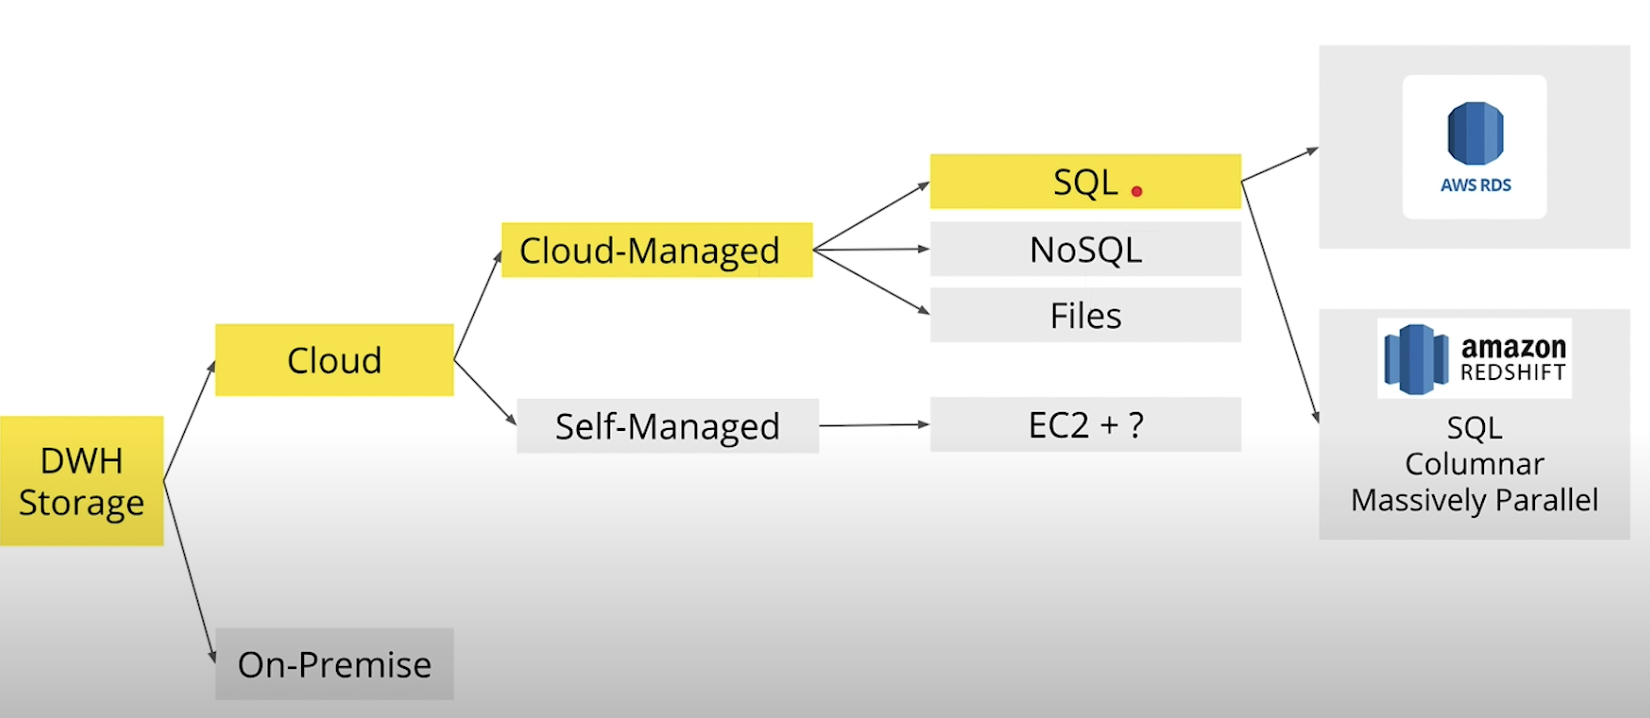 DWH
Storage
Cloud
On-Premise
Cloud-Managed
Self-Managed
SQL
NoSQL
Files
EC2 + ?
AWS RDS
amazon
REDSHIFT
SQL
Columnar
Massively Parallel